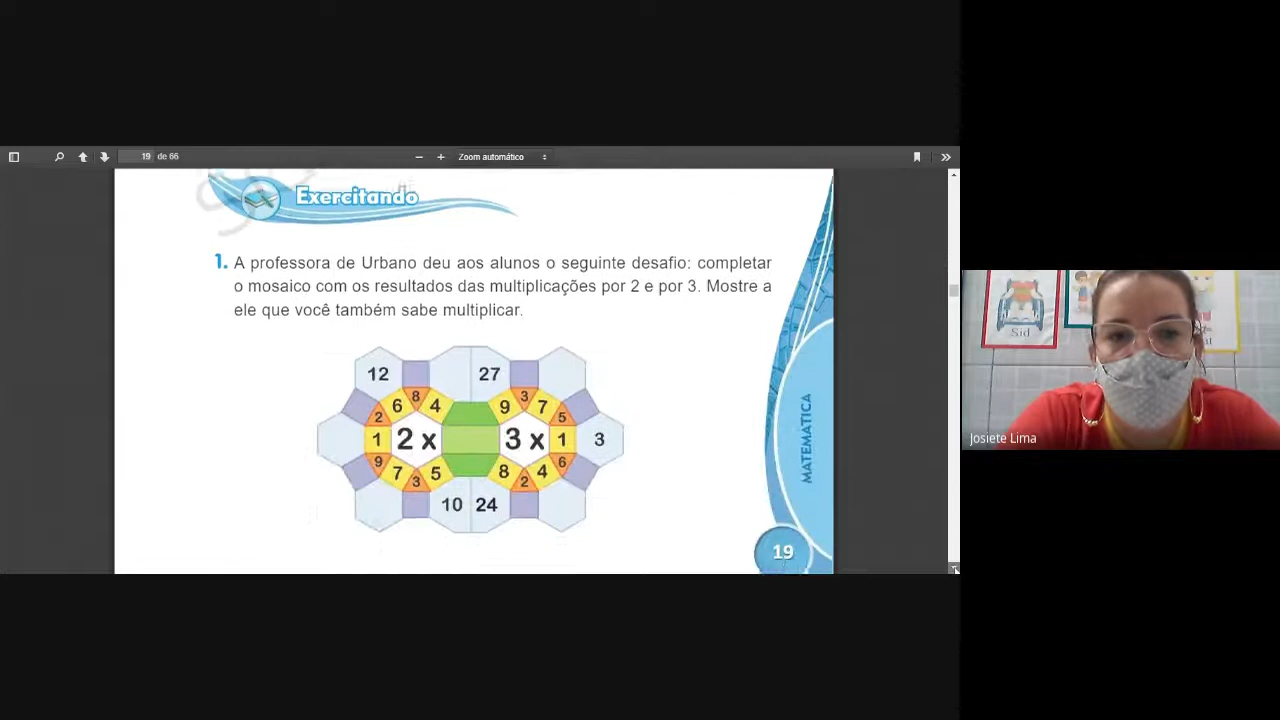 19 de 66
Zoom automático
Exercitando
1. A professora de Urbano deu aos alunos o seguinte desafio: completar
o mosaico com os resultados das multiplicações por 2 e por 3. Mostre a
ele que você também sabe multiplicar.
12 27
6 8 4 9 3 7
2 5
1 2 x 3 x 1 3
9 6
7 3 5 8 2 4
10 24
MATEMÁTICA
19
Sid
Josiete Lima